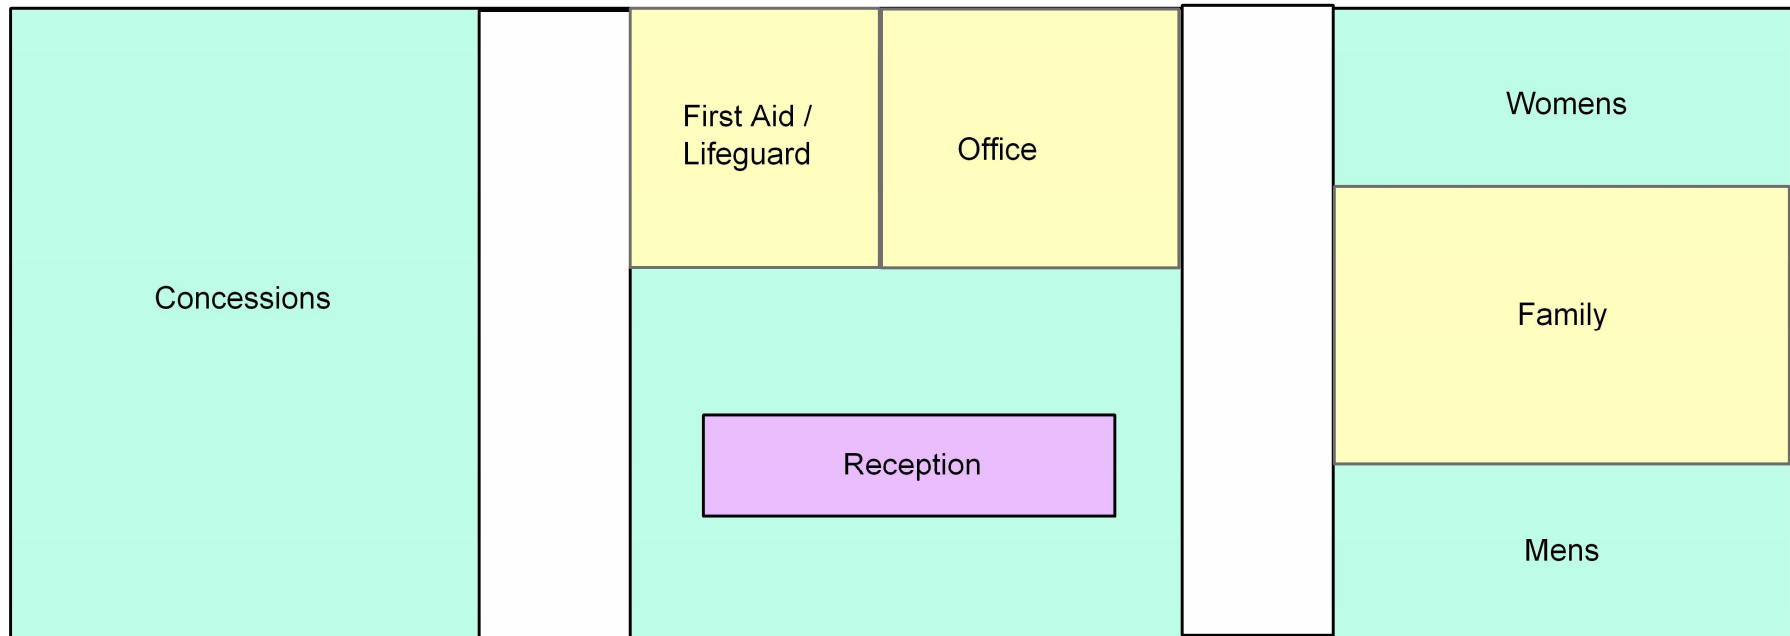 Concessions
First Aid /
Lifeguard
Office
Reception
Womens
Family
Mens